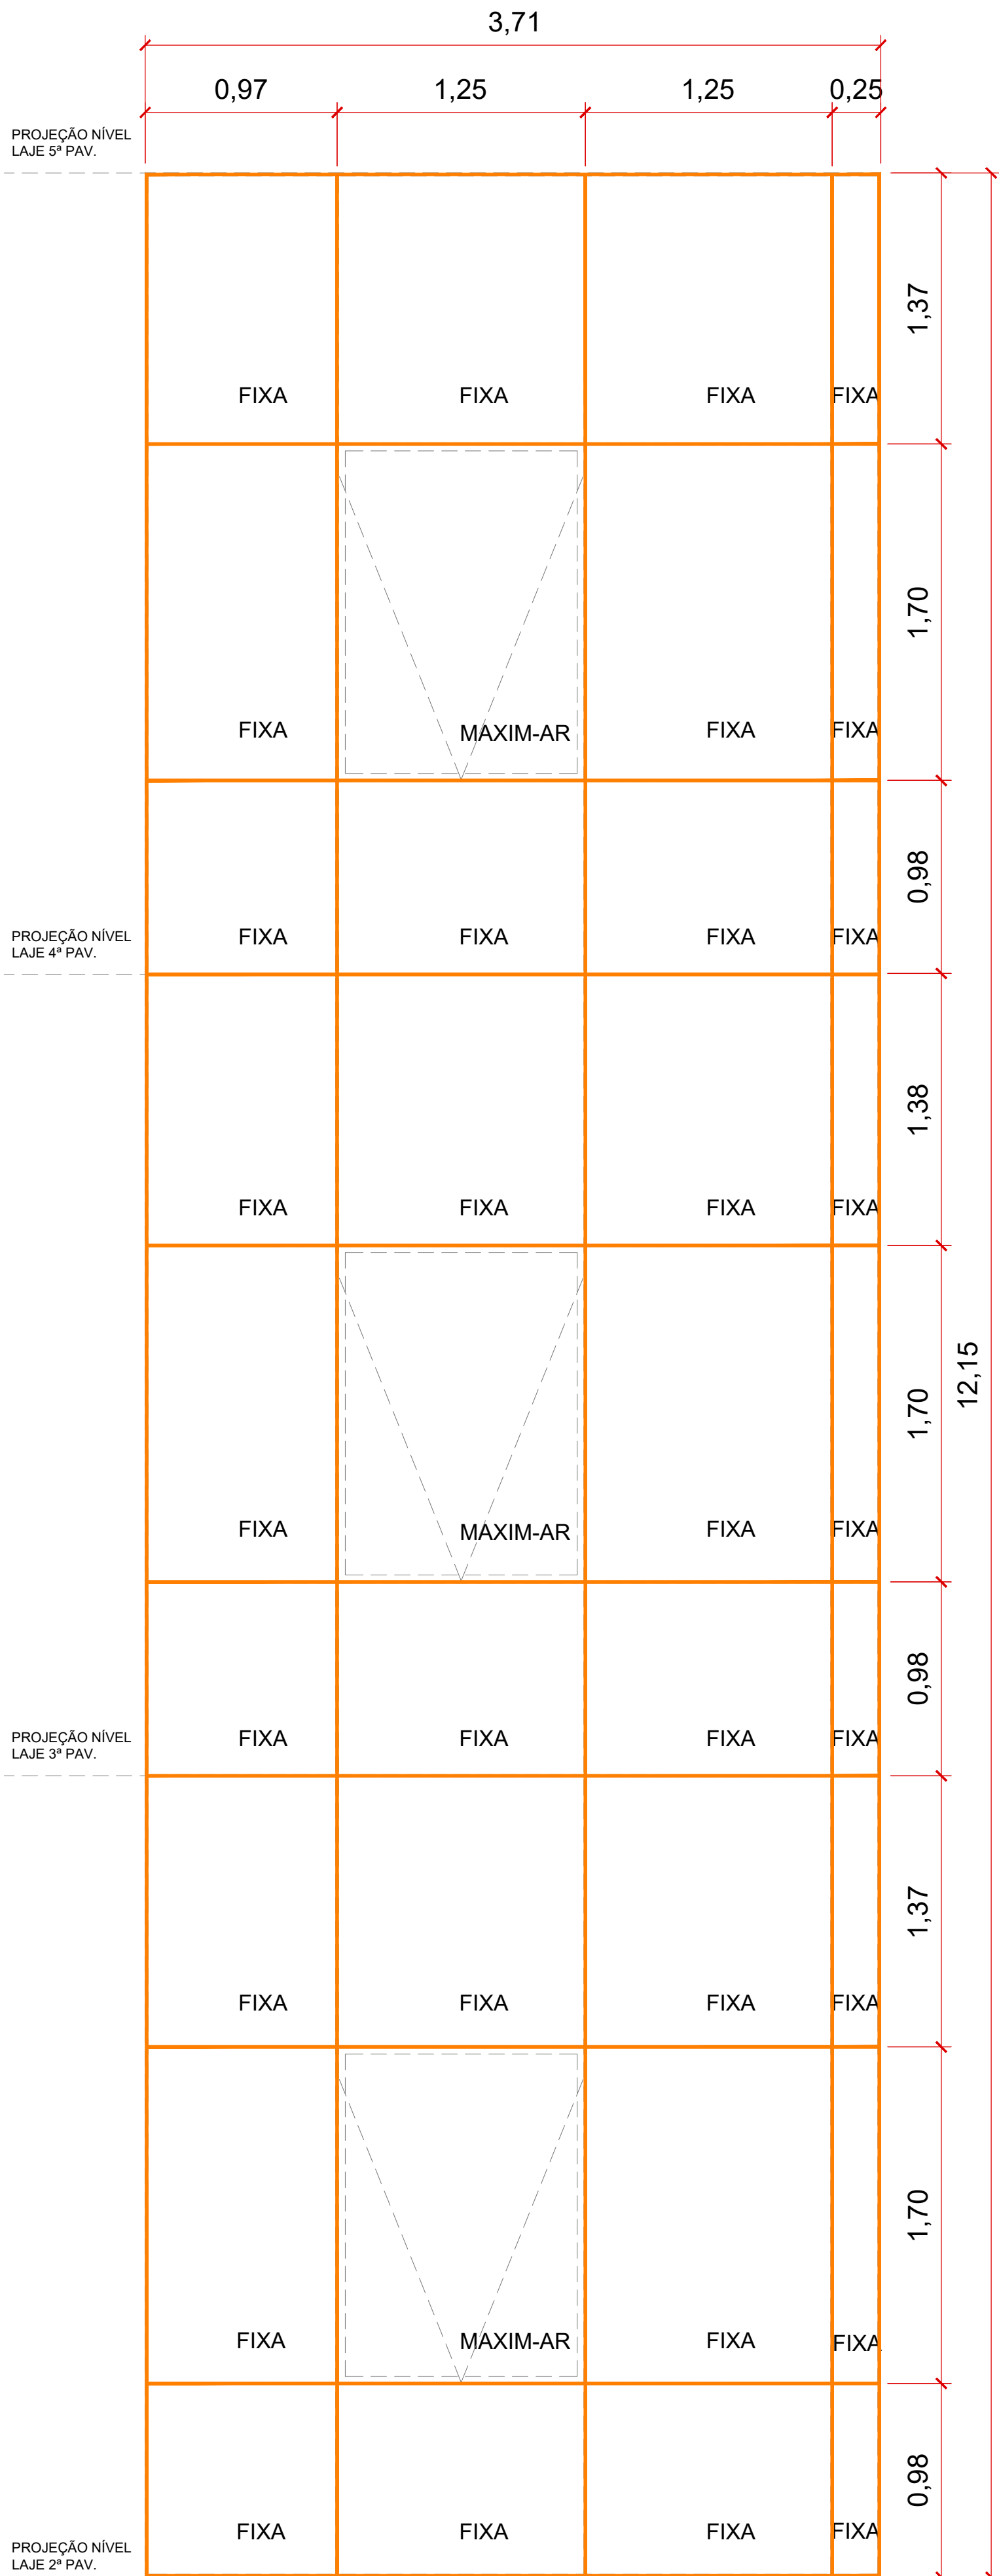 3,71
0,97 1,25 1,25 0,25
PROJEÇÃO NÍVEL
LAJE 5ª PAV.
1,37
FIXA FIXA FIXA FIXA
1,70
FIXA MAXIM-AR FIXA FIXA
0,98
PROJEÇÃO NÍVEL
LAJE 4ª PAV.
FIXA FIXA FIXA FIXA
1,38
FIXA FIXA FIXA FIXA
12,15
1,70
FIXA MAXIM-AR FIXA FIXA
0,98
PROJEÇÃO NÍVEL
LAJE 3ª PAV.
FIXA FIXA FIXA FIXA
1,37
FIXA FIXA FIXA FIXA
1,70
FIXA MAXIM-AR FIXA FIXA
0,98
FIXA FIXA FIXA FIXA
PROJEÇÃO NÍVEL
LAJE 2ª PAV.